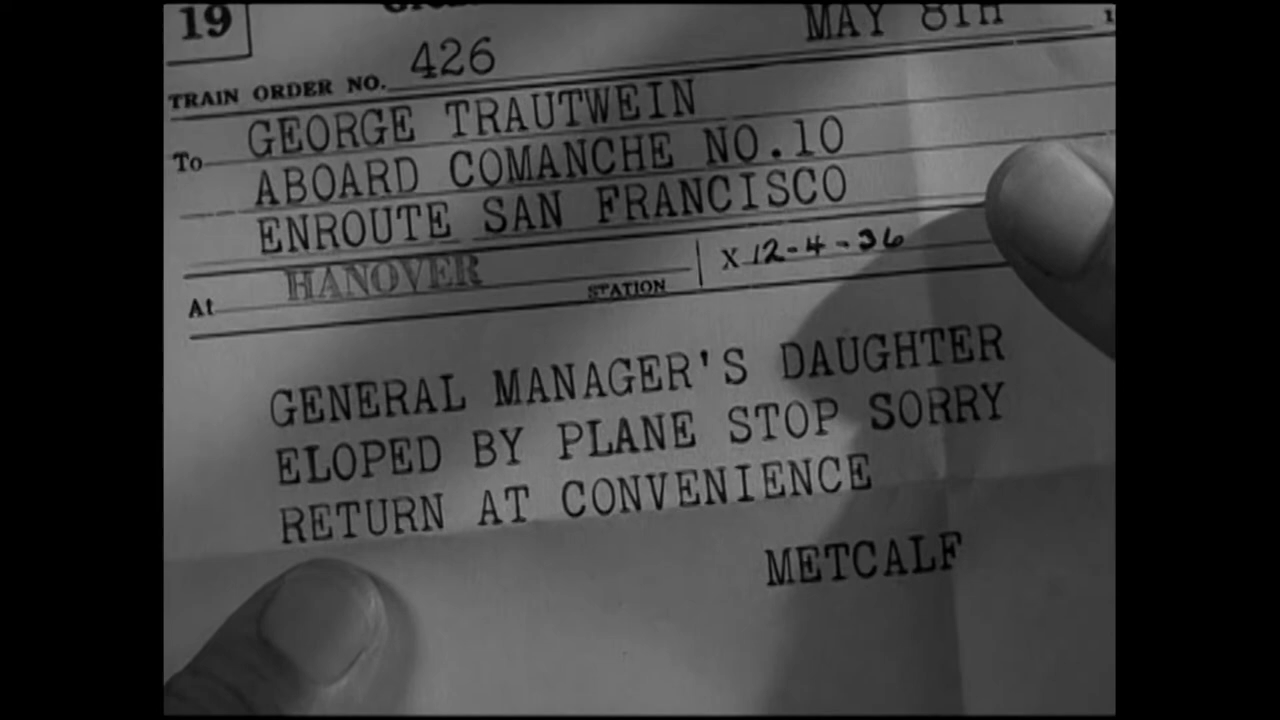 19
MAY 8TH
TRAIN ORDER NO. 426
To GEORGE TRAUTWEIN
ABOARD COMANCHE NO.10
ENROUTE SAN FRANCISCO
At HANOVER STATION X 12-4-36
GENERAL MANAGER'S DAUGHTER
ELOPED BY PLANE STOP SORRY
RETURN AT CONVENIENCE
METCALF